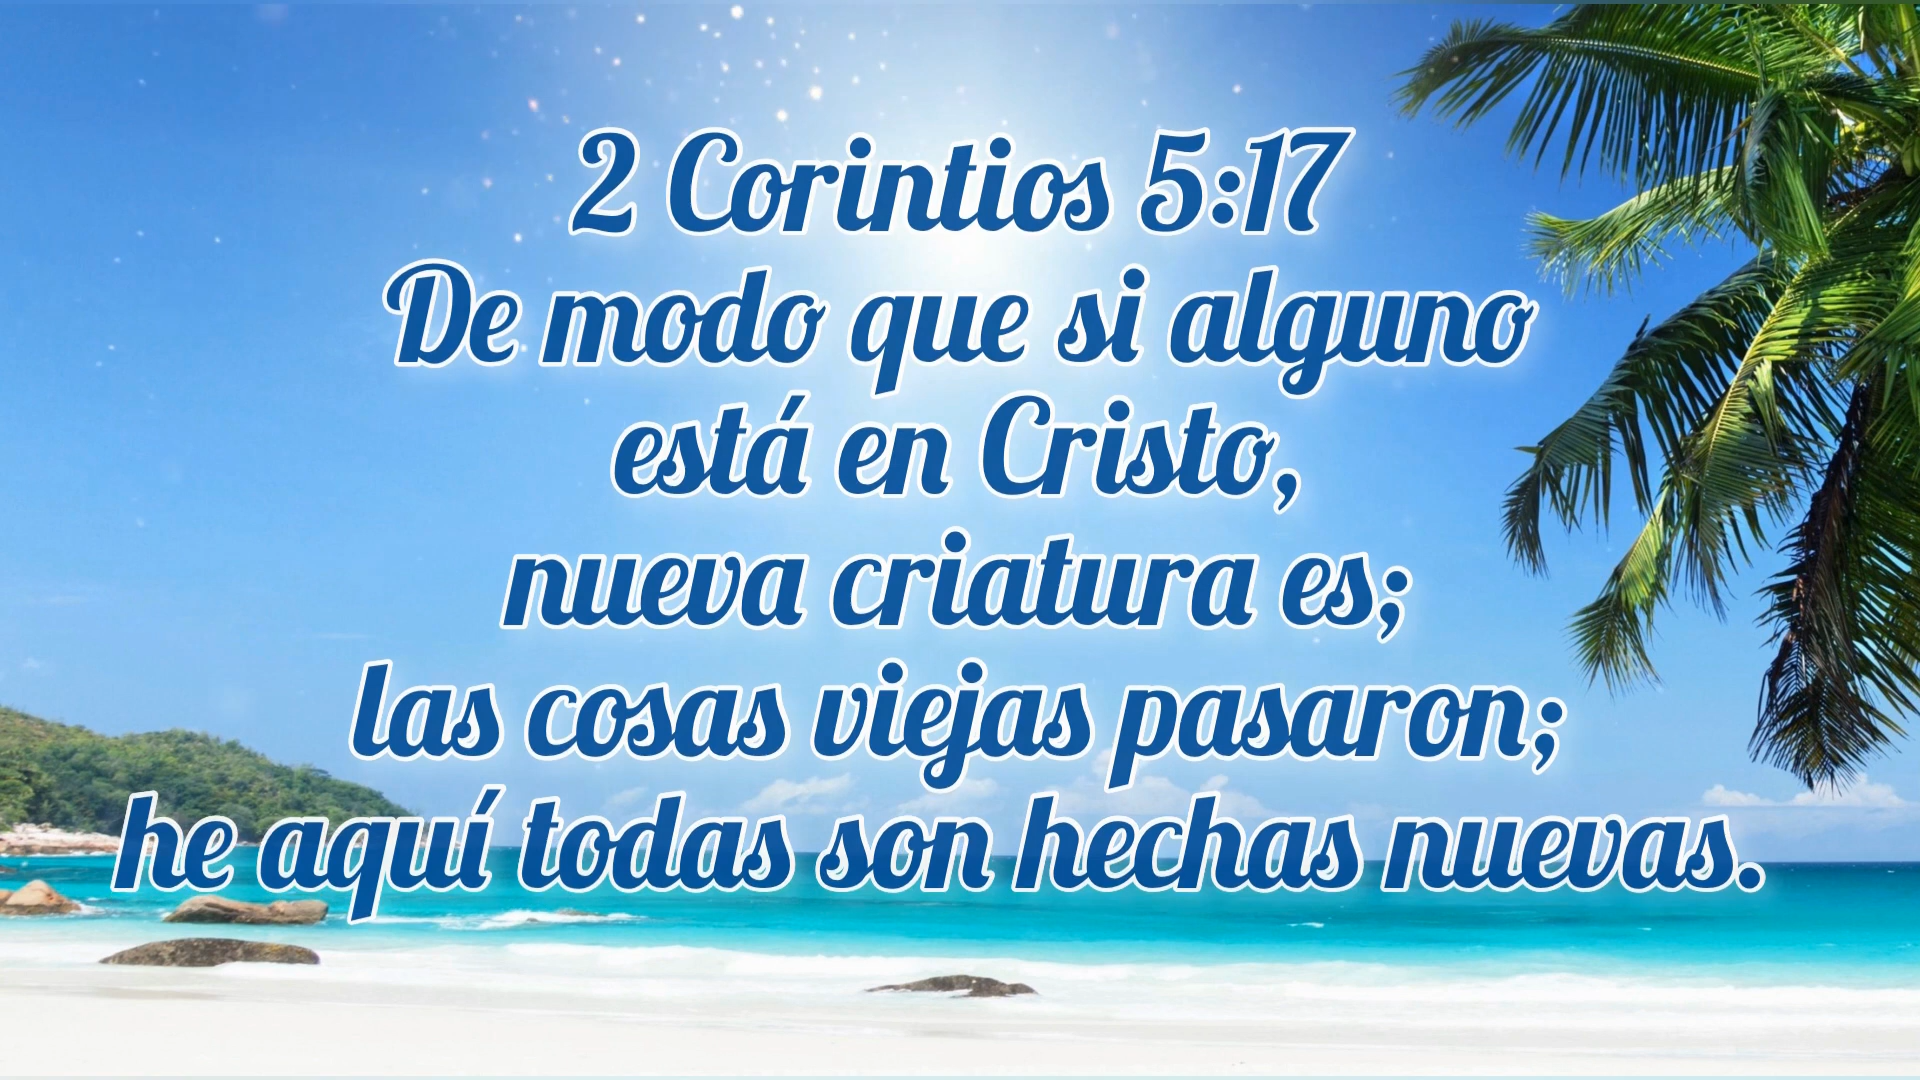 2 Corintios 5:17
De modo que si alguno
está en Cristo,
nueva criatura es;
las cosas viejas pasaron;
he aquí todas son hechas nuevas.